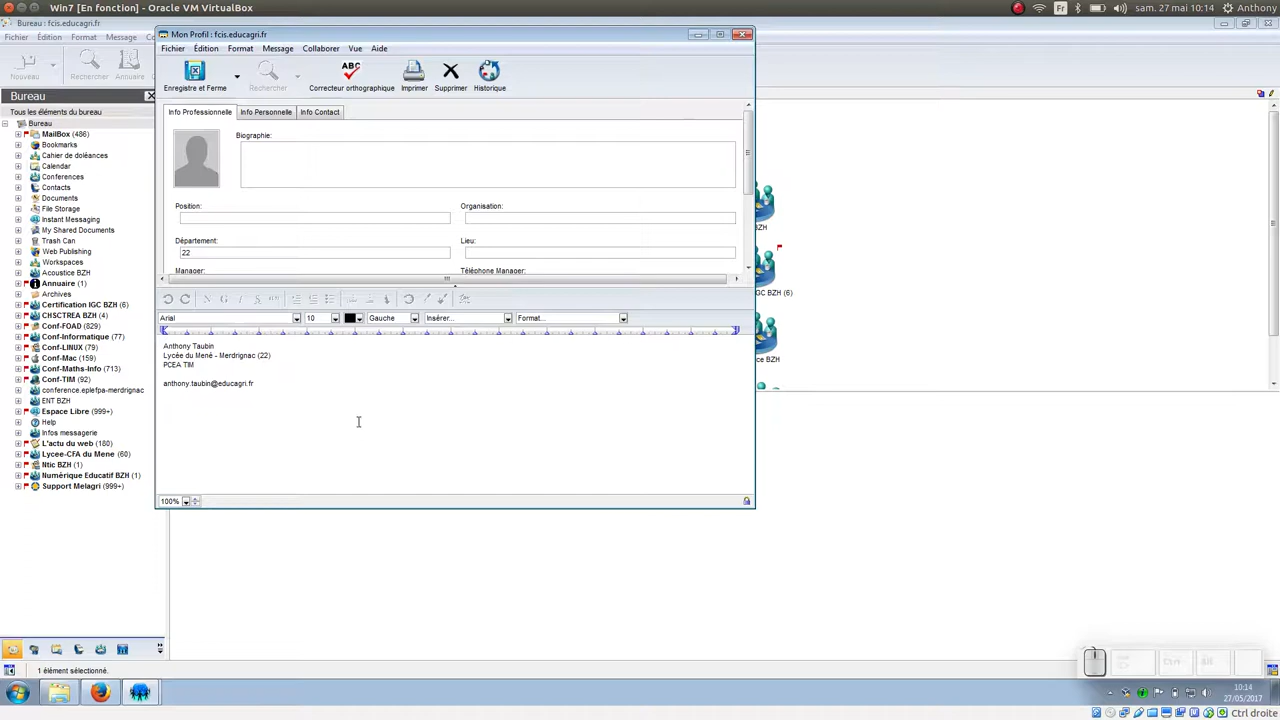 Win7 [En fonction] - Oracle VM VirtualBox
Fr
sam. 27 mai 10:14
Anthony
Bureau : fcis.educagri.fr
Fichier Édition Format Message
Nouveau
Rechercher
Annuaire
Bureau
Tous les éléments du bureau
Bureau
MailBox (486)
Bookmarks
Cahier de doléances
Calendar
Conferences
Contacts
Documents
File Storage
Instant Messaging
My Shared Documents
Trash Can
Web Publishing
Workspaces
Acoustice BZH
Annuaire (1)
Archives
Certification IGC BZH (6)
CHSCTREA BZH (4)
Conf-FOAD (829)
Conf-Informatique (77)
Conf-LINUX (79)
Conf-Mac (159)
Conf-Maths-Info (713)
Conf-TIM (92)
conference.eplefpa-merdrignac
ENT BZH
Espace Libre (999+)
Help
Infos messagerie
L'actu du web (180)
Lycee-CFA du Mene (60)
Ntic BZH (1)
Numérique Educatif BZH (1)
Support Melagri (999+)
1 élément sélectionné.
Mon Profil : fcis.educagri.fr
Fichier Édition Format Message Collaborer Vue Aide
Enregistre et Ferme
Rechercher
ABC
Correcteur orthographique
Imprimer
Supprimer
Historique
Info Professionnelle
Info Personnelle
Info Contact
Biographie:
Position:
Organisation:
Département:
22
Lieu:
Manager:
Téléphone Manager:
Arial
10
Gauche
Insérer...
Format...
Anthony Taubin
Lycée du Mené - Merdrignac (22)
PCEA TIM
anthony.taubin@educagri.fr
100%
BZH
GC BZH (6)
ce BZH
10:14
27/05/2017
Ctrl droite